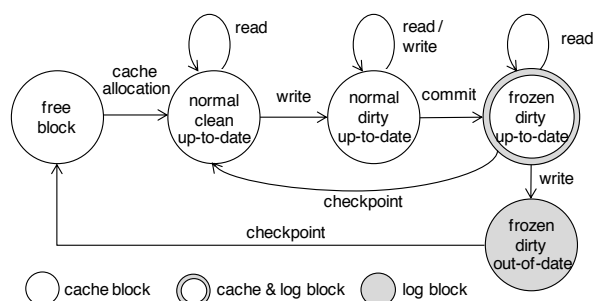 read
read /
write
read
cache
allocation
free
block
normal
clean
up-to-date
write
normal
dirty
up-to-date
commit
frozen
dirty
up-to-date
checkpoint
write
checkpoint
frozen
dirty
out-of-date
cache block
cache & log block
log block